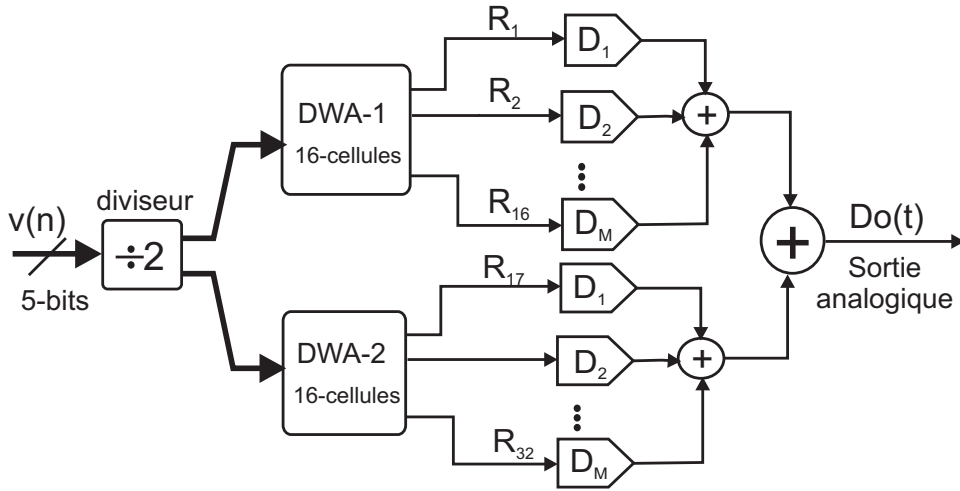 v(n)
5-bits
diviseur
÷2
DWA-1
16-cellules
R1
D1
R2
D2
R16
DM
+
DWA-2
16-cellules
R17
D1
D2
R32
DM
+
+
Do(t)
Sortie
analogique